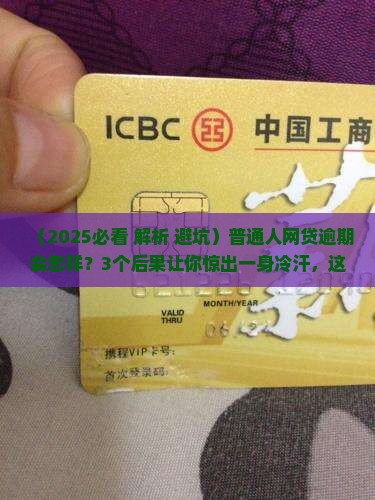 ICBC 中国工商
（2025必看 解析 避坑）普通人网贷逾期
会怎样？3个后果让你惊出一身冷汗，这
VALID
THRU
携程VIP卡号：
首次登录码：